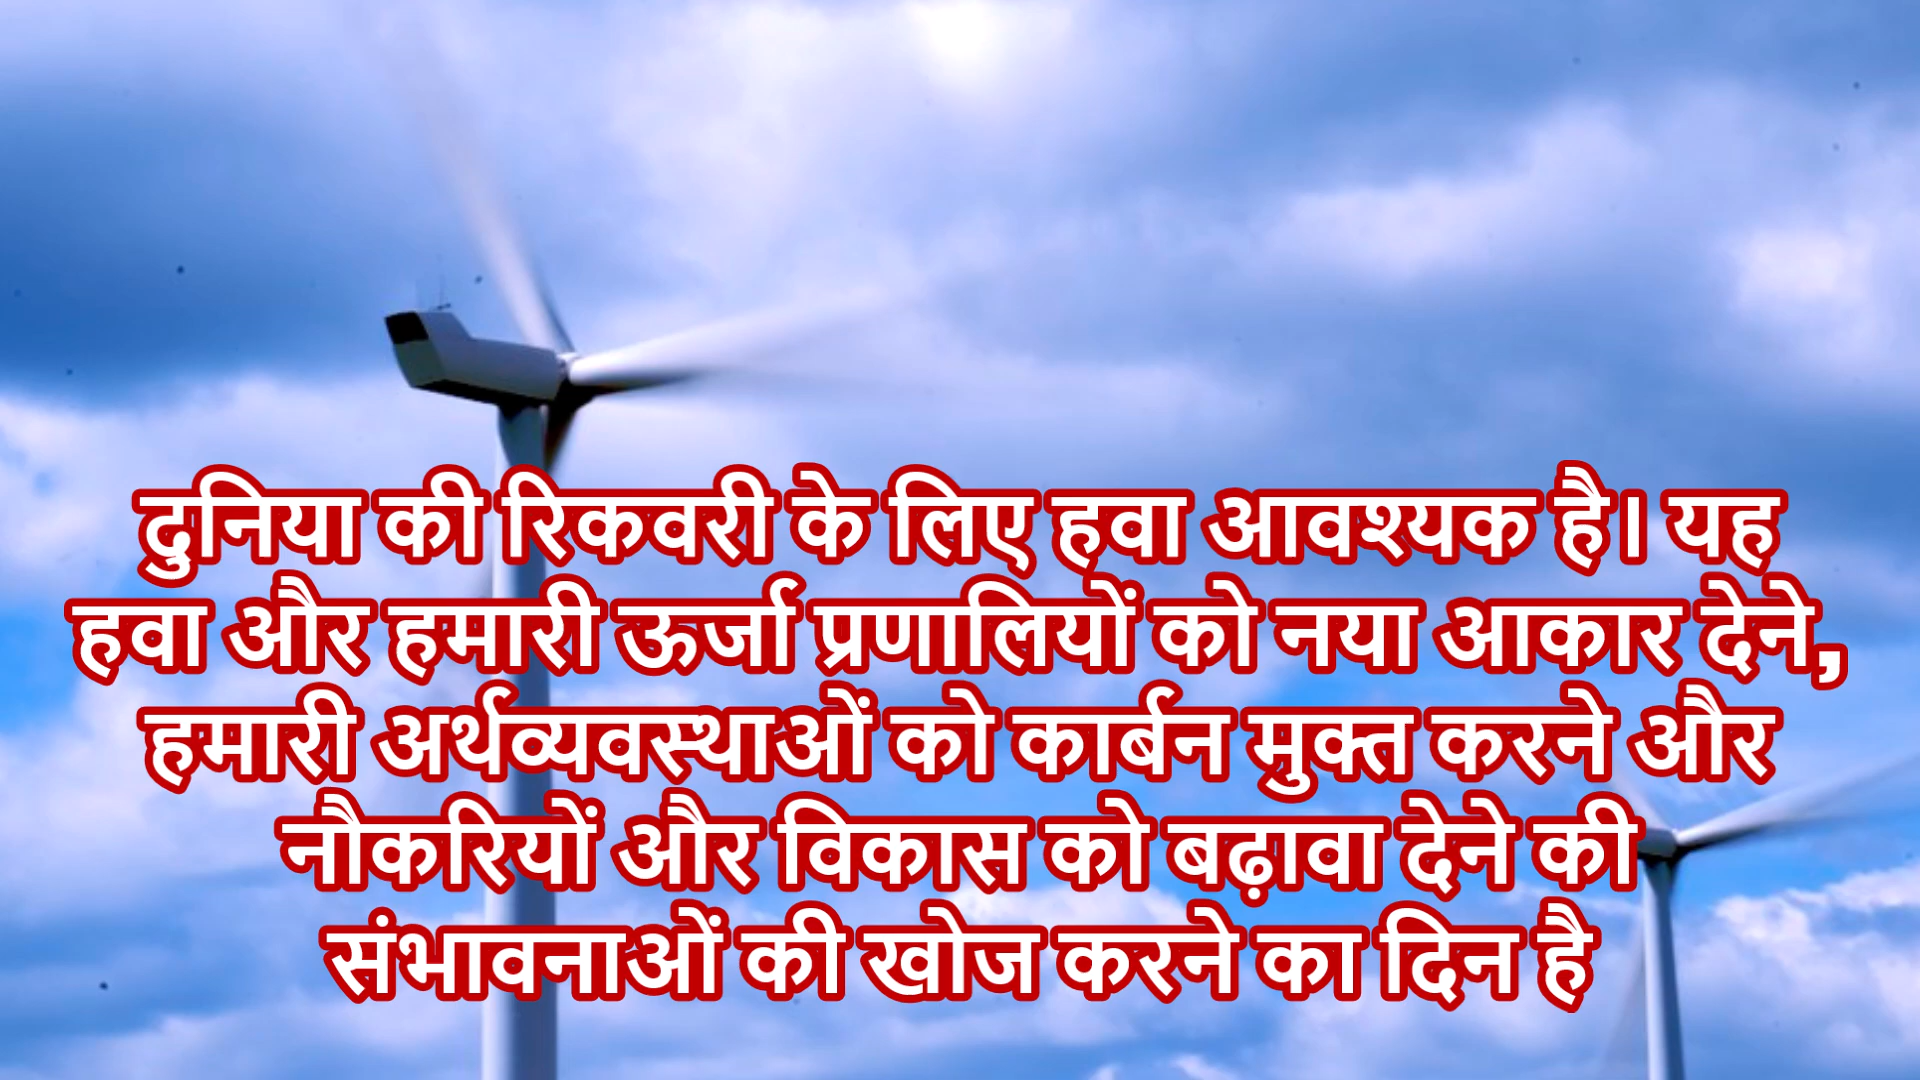 दुनिया की रिकवरी के लिए हवा आवश्यक है। यह
हवा और हमारी ऊर्जा प्रणालियों को नया आकार देने,
हमारी अर्थव्यवस्थाओं को कार्बन मुक्त करने और
नौकरियों और विकास को बढ़ावा देने की
संभावनाओं की खोज करने का दिन है